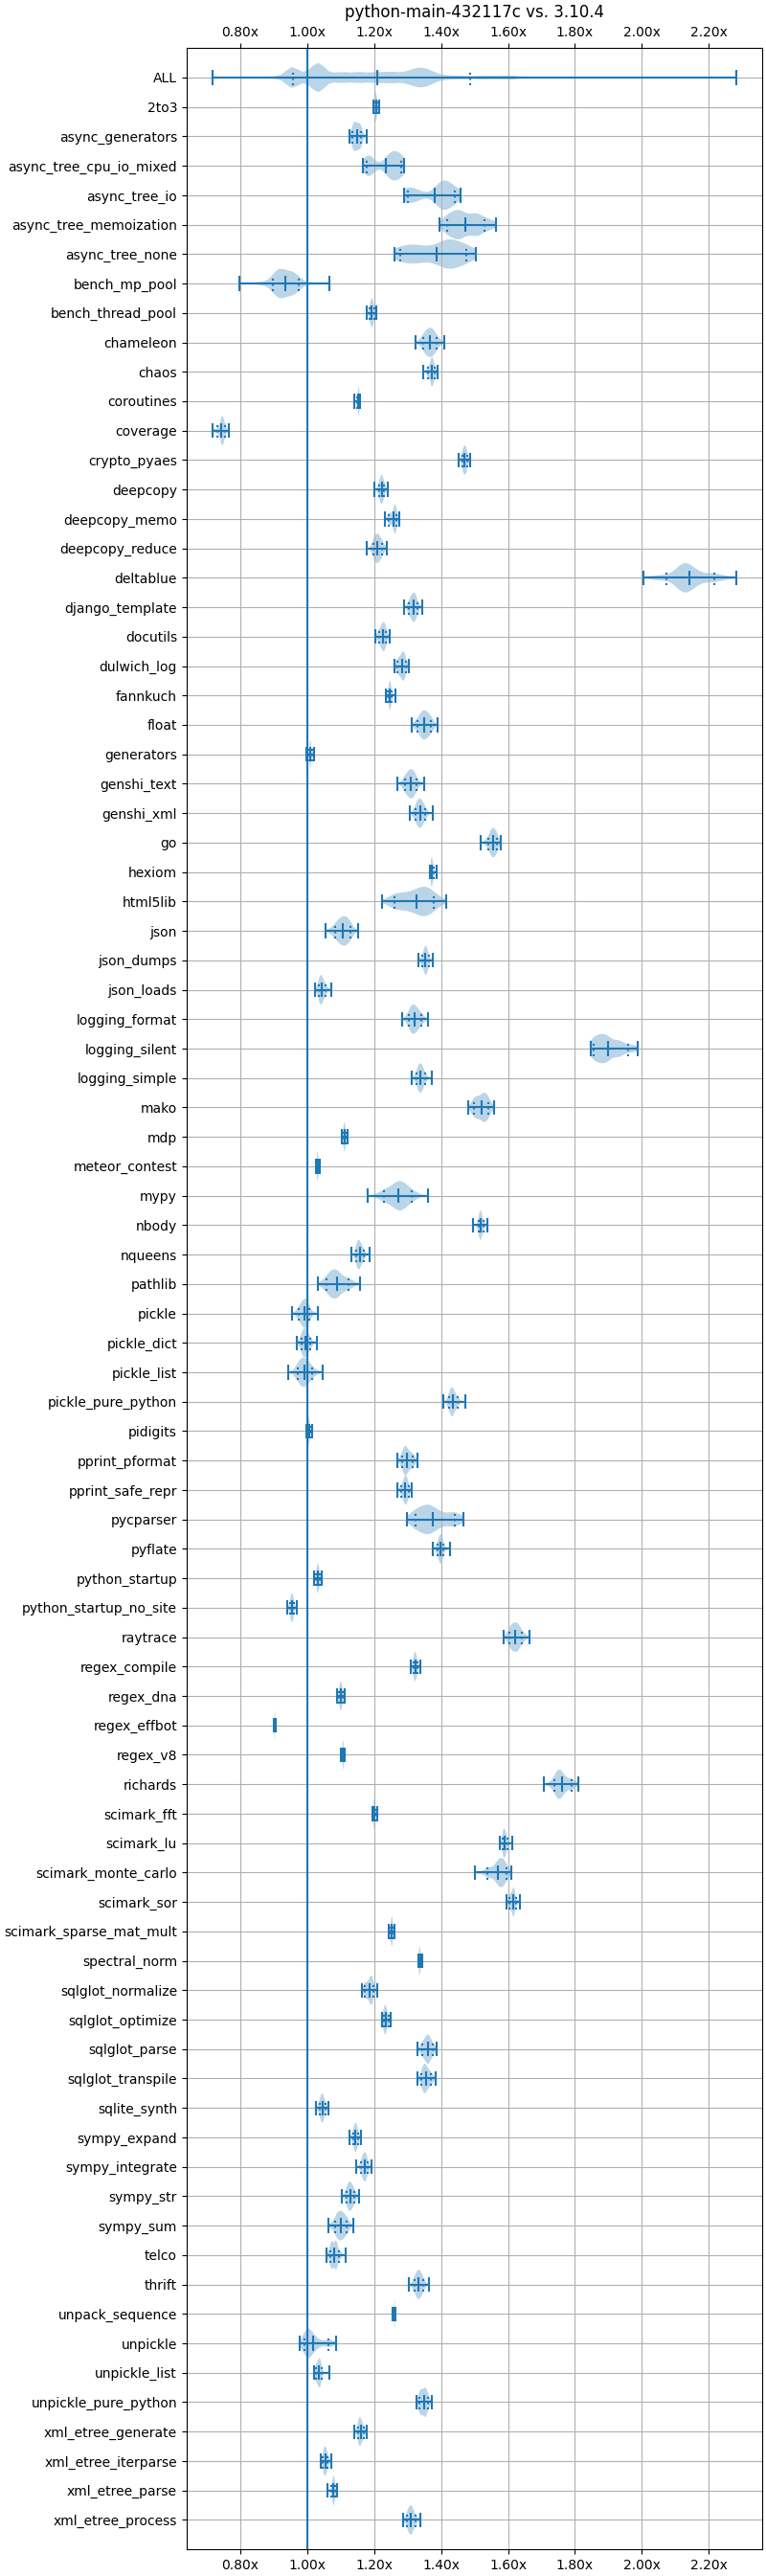 python-main-432117c vs. 3.10.4
0.80x 1.00x 1.20x 1.40x 1.60x 1.80x 2.00x 2.20x
ALL
2to3
async_generators
async_tree_cpu_io_mixed
async_tree_io
async_tree_memoization
async_tree_none
bench_mp_pool
bench_thread_pool
chameleon
chaos
coroutines
coverage
crypto_pyaes
deepcopy
deepcopy_memo
deepcopy_reduce
deltablue
django_template
docutils
dulwich_log
fannkuch
float
generators
genshi_text
genshi_xml
go
hexiom
html5lib
json
json_dumps
json_loads
logging_format
logging_silent
logging_simple
mako
mdp
meteor_contest
mypy
nbody
nqueens
pathlib
pickle
pickle_dict
pickle_list
pickle_pure_python
pidigits
pprint_pformat
pprint_safe_repr
pycparser
pyflate
python_startup
python_startup_no_site
raytrace
regex_compile
regex_dna
regex_effbot
regex_v8
richards
scimark_fft
scimark_lu
scimark_monte_carlo
scimark_sor
scimark_sparse_mat_mult
spectral_norm
sqlglot_normalize
sqlglot_optimize
sqlglot_parse
sqlglot_transpile
sqlite_synth
sympy_expand
sympy_integrate
sympy_str
sympy_sum
telco
thrift
unpack_sequence
unpickle
unpickle_list
unpickle_pure_python
xml_etree_generate
xml_etree_iterparse
xml_etree_parse
xml_etree_process
0.80x 1.00x 1.20x 1.40x 1.60x 1.80x 2.00x 2.20x